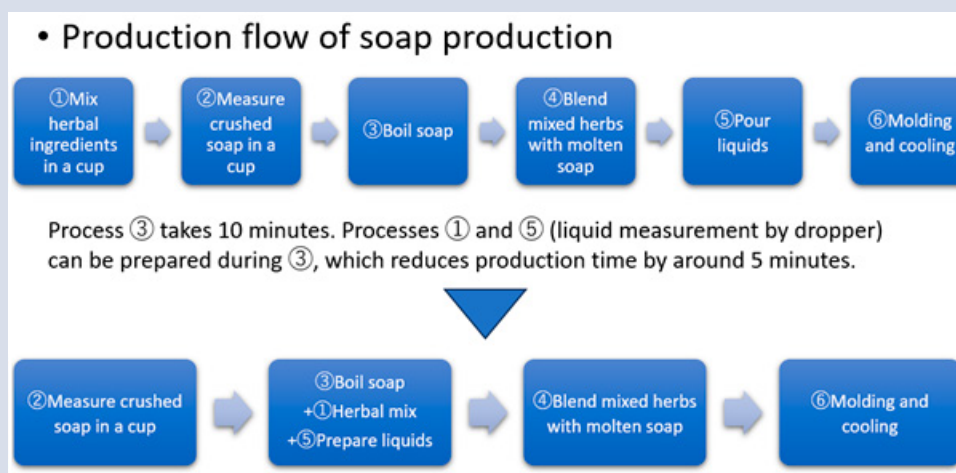 • Production flow of soap production
①Mix
herbal
ingredients
in a cup
②Measure
crushed
soap in a
cup
③Boil soap
④Blend
mixed herbs
with molten
soap
⑤Pour
liquids
⑥Molding
and cooling
Process ③ takes 10 minutes. Processes ① and ⑤ (liquid measurement by dropper)
can be prepared during ③, which reduces production time by around 5 minutes.
②Measure crushed
soap in a cup
③Boil soap
+①Herbal mix
+⑤Prepare liquids
④Blend mixed herbs
with molten soap
⑥Molding and
cooling